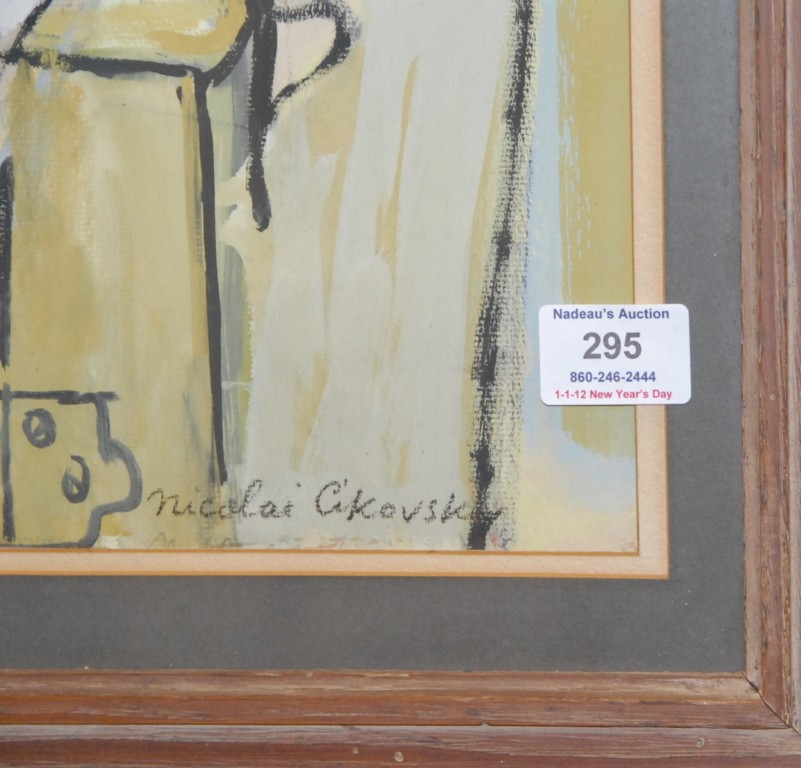 Nadeau's Auction
295
860-246-2444
1-1-12 New Year's Day
Nicolai Cikovsky